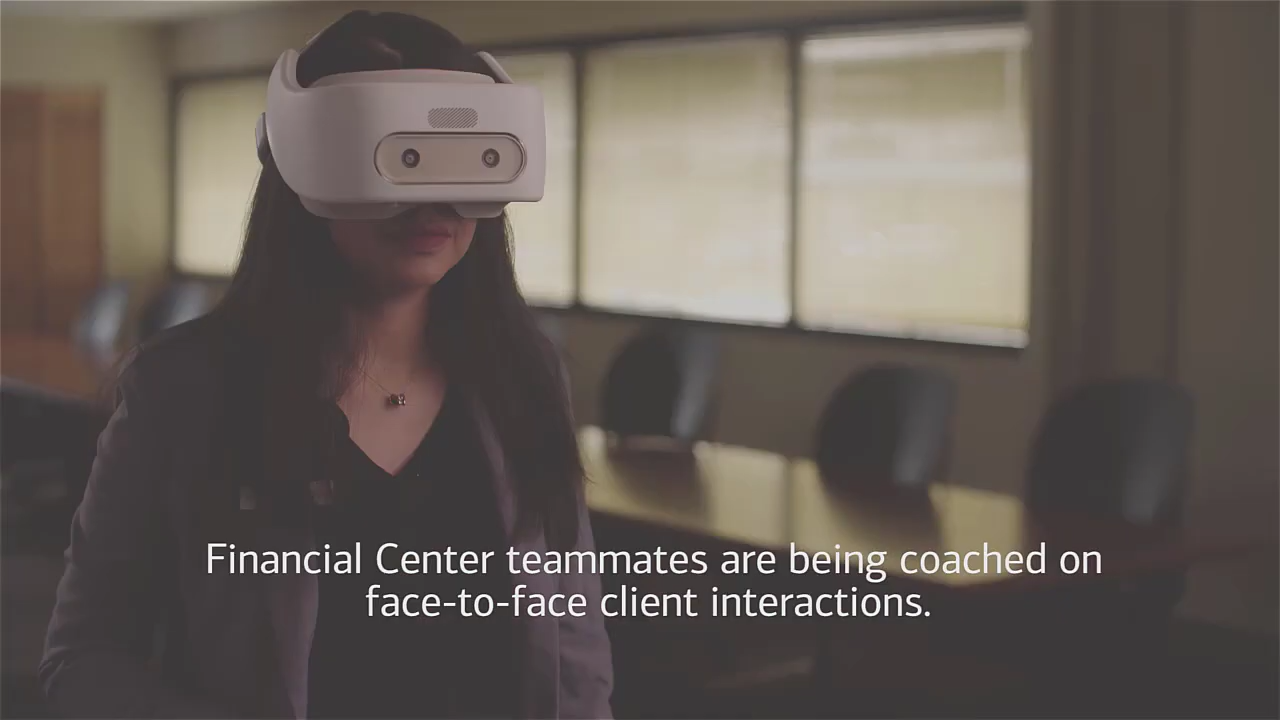 Financial Center teammates are being coached on
face-to-face client interactions.